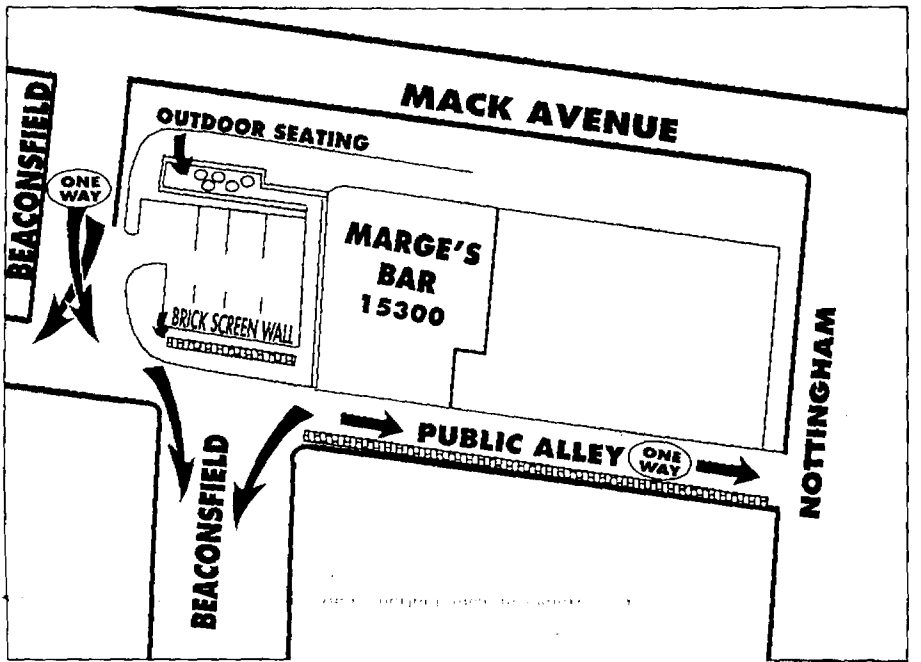 MACK AVENUE
OUTDOOR SEATING
BEACONSFIELD
ONE
WAY
MARGE'S
BAR
15300
BRICK SCREEN WALL
NOTTINGHAM
PUBLIC ALLEY
ONE
WAY
BEACONSFIELD